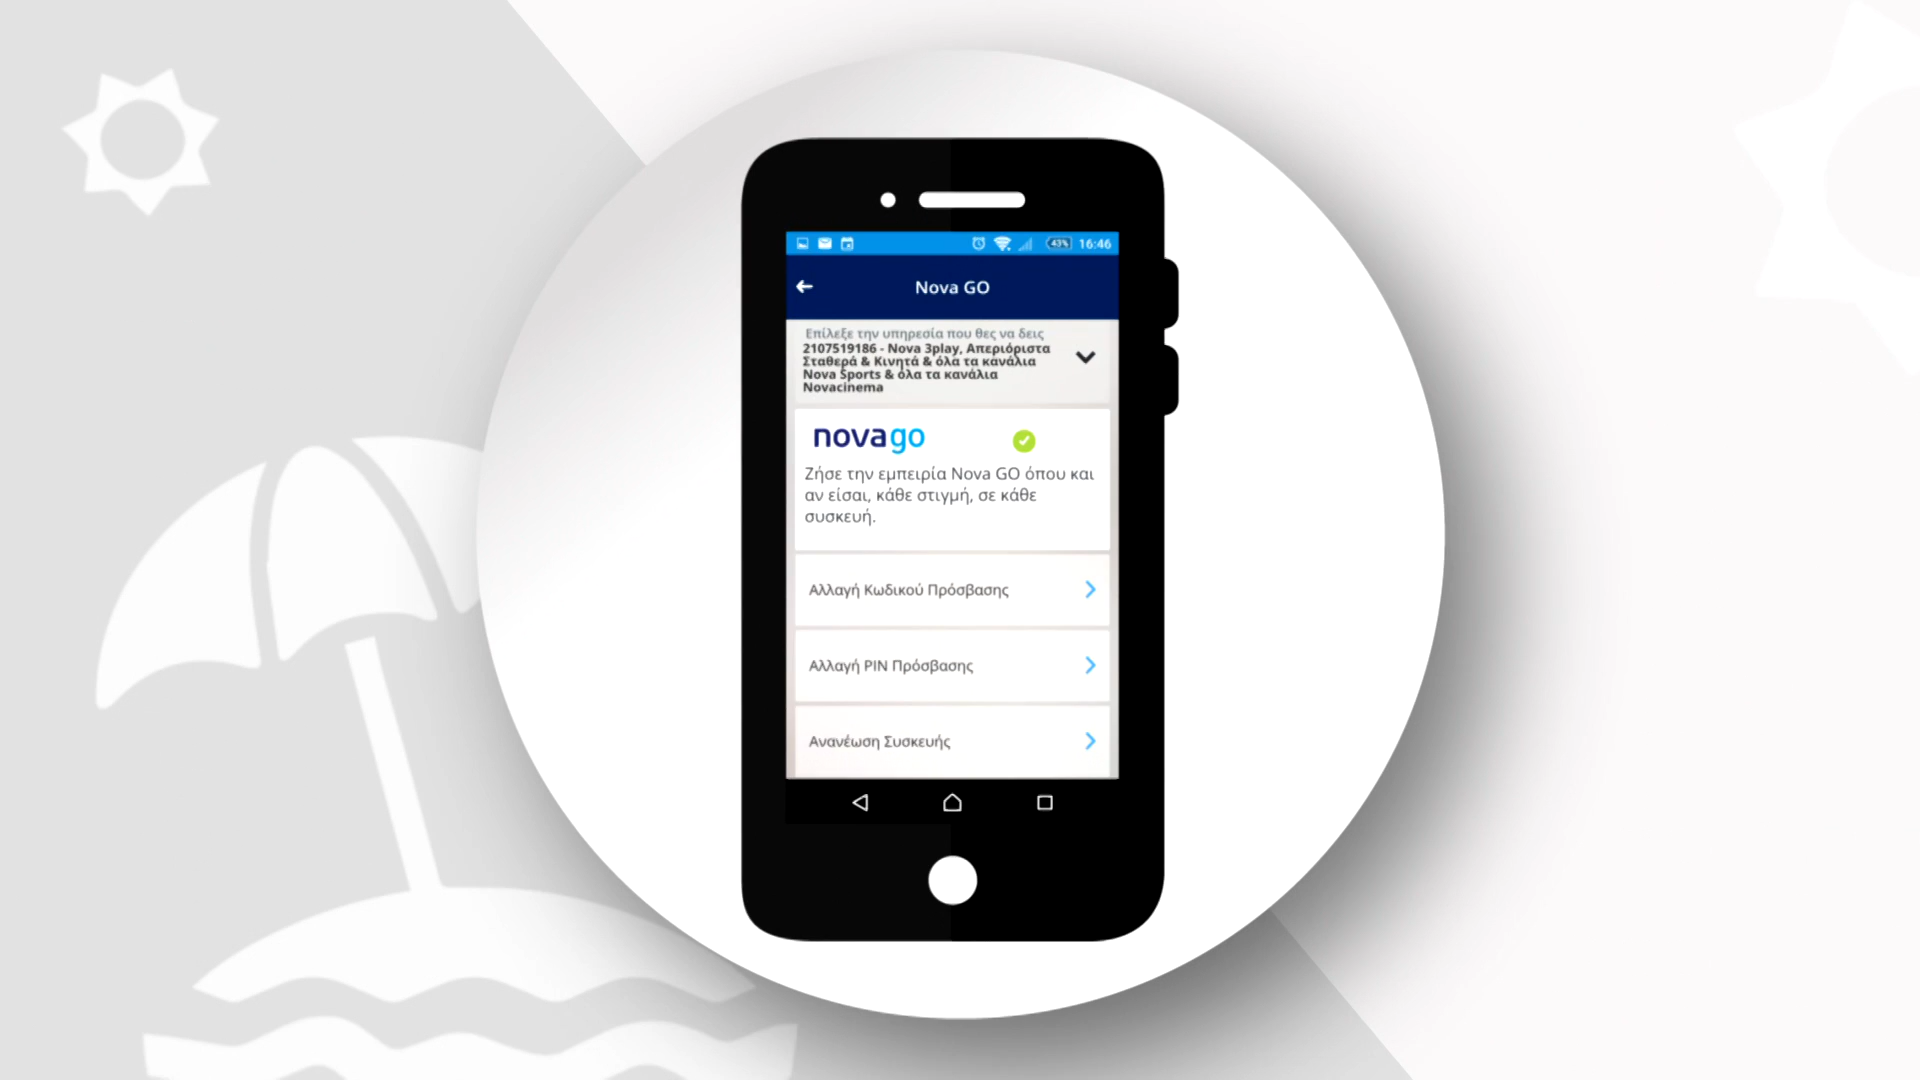 43% 16:46
Nova GO
Επίλεξε την υπηρεσία που θες να δεις
2107519186 - Nova 3play, Απεριόριστα
Σταθερά & Κινητά & όλα τα κανάλια
Nova Sports & όλα τα κανάλια
Novacinema
novago
Ζήσε την εμπειρία Nova GO όπου και
αν είσαι, κάθε στιγμή, σε κάθε
συσκευή.
Αλλαγή Κωδικού Πρόσβασης
Αλλαγή PIN Πρόσβασης
Ανανέωση Συσκευής